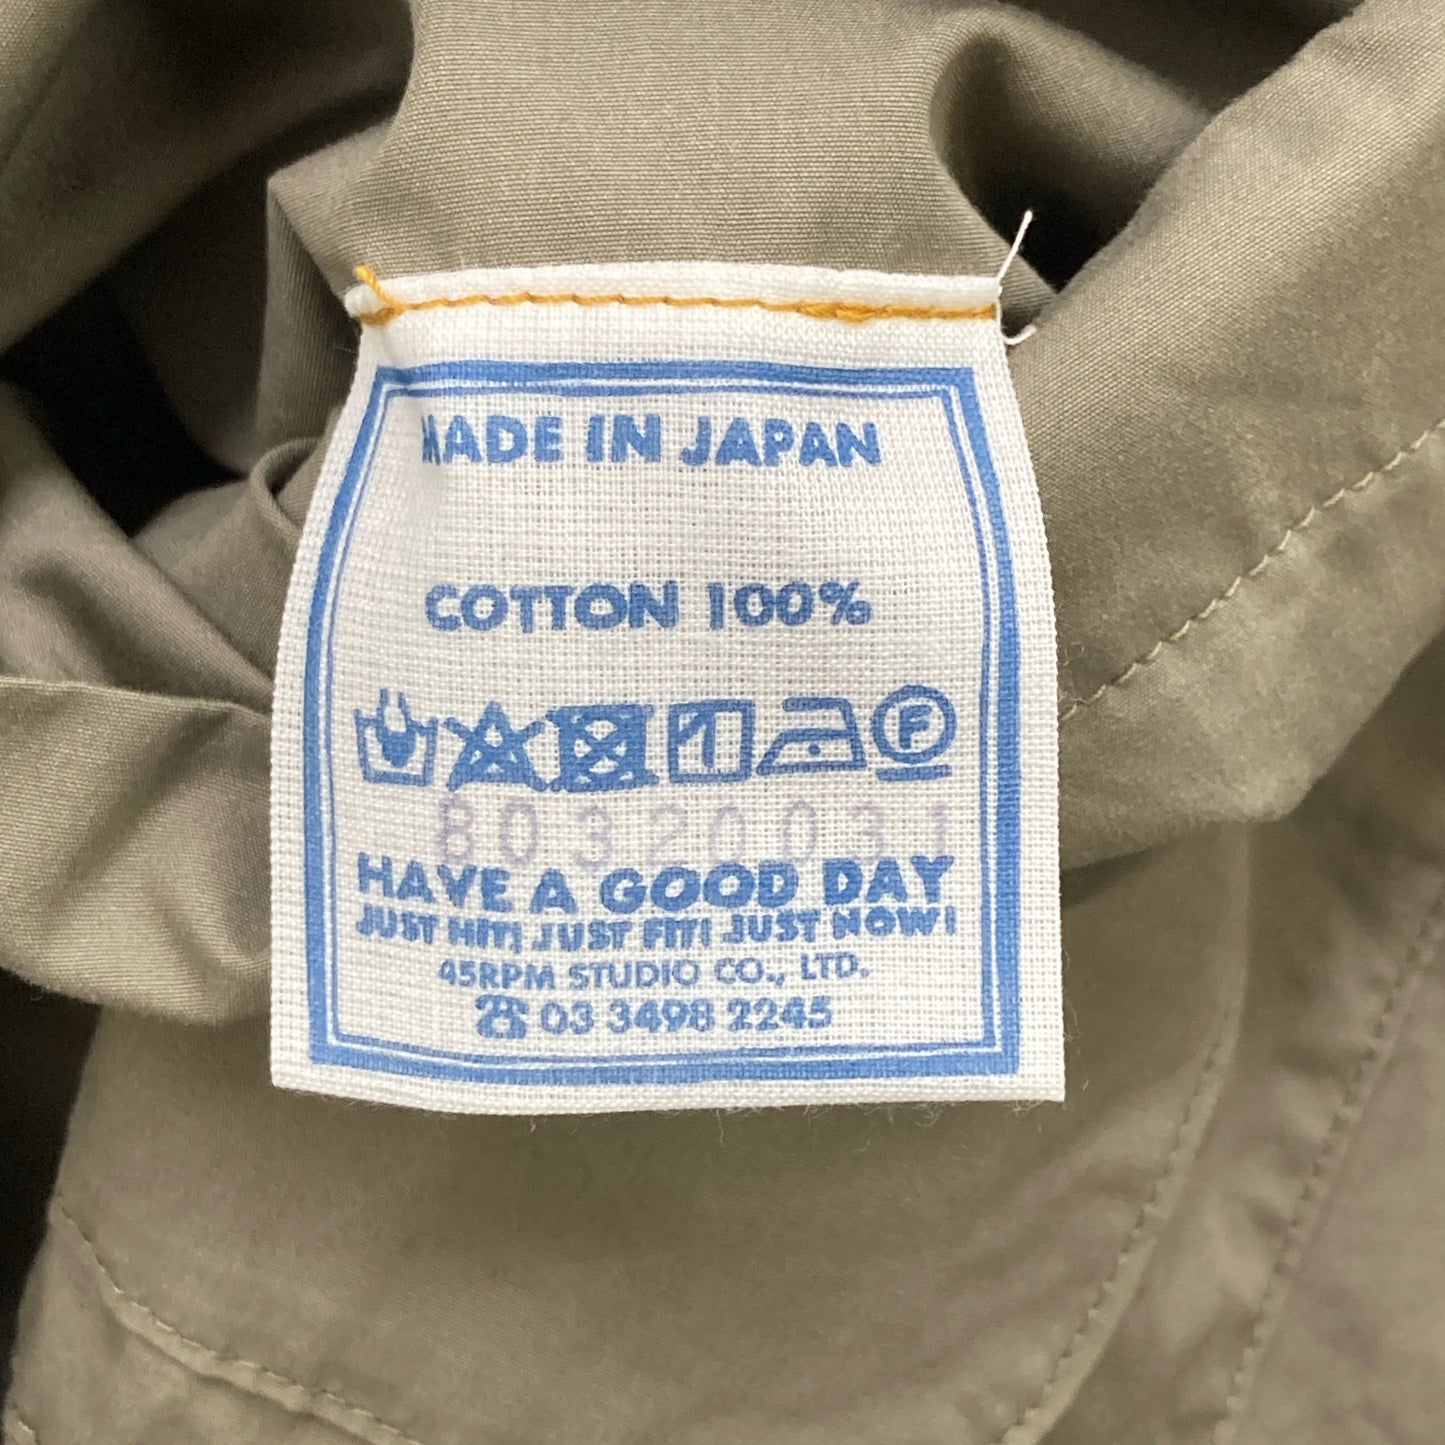 MADE IN JAPAN
COTTON 100%
F
80320031
HAVE A GOOD DAY
JUST HIT! JUST FIT! JUST NOW!
45RPM STUDIO CO., LTD.
☎ 03 3498 2245